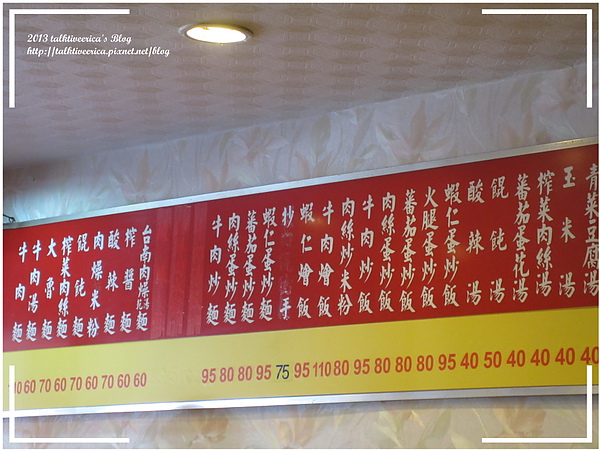 2013 talktiveerica's Blog
http://talktiveerica.pixnet.net/blog
青菜豆腐湯
玉米湯
榨菜肉絲湯
蕃茄蛋花湯
餛飩湯
酸辣湯
蝦仁蛋炒飯
火腿蛋炒飯
蕃茄蛋炒飯
肉絲蛋炒飯
牛肉炒飯
肉絲炒米粉
牛肉燴飯
蝦仁燴飯
抄手
蝦仁蛋炒麵
蕃茄蛋炒麵
肉絲蛋炒麵
牛肉炒麵
台南肉燥麵
榨醬麵
酸辣麵
肉燥米粉
餛飩麵
榨菜肉絲麵
大魯麵
牛肉湯麵
牛肉麵
60 70 60 70 60 70 60 60 95 80 80 95 75 95 110 80 95 80 80 80 95 40 50 40 40 40 40